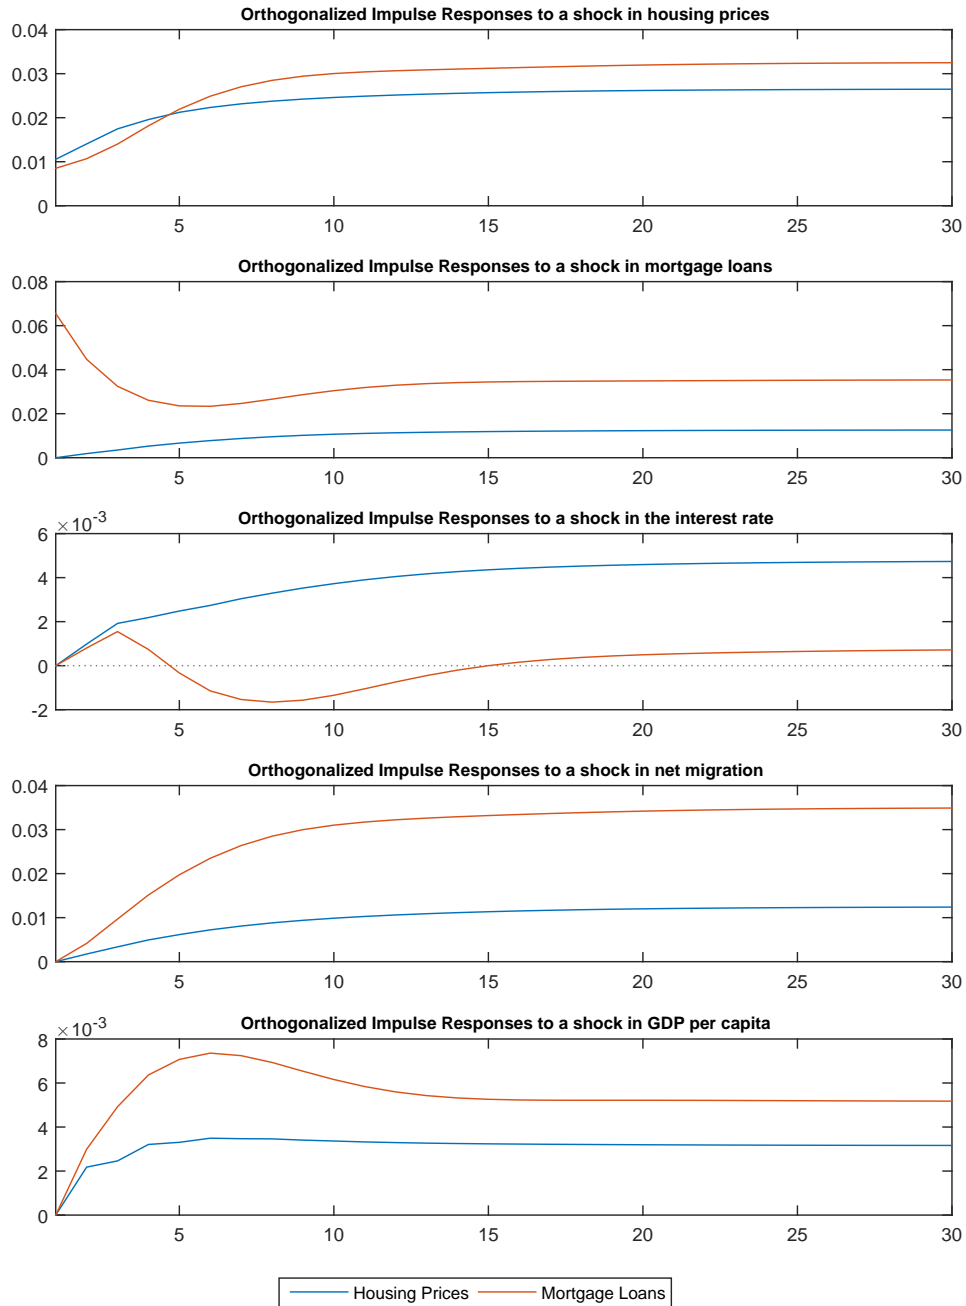 Orthogonalized Impulse Responses to a shock in housing prices
0.04
0.03
0.02
0.01
0
5 10 15 20 25 30
Orthogonalized Impulse Responses to a shock in mortgage loans
0.08
0.06
0.04
0.02
0
5 10 15 20 25 30
Orthogonalized Impulse Responses to a shock in the interest rate
×10-3
6
4
2
0
-2
5 10 15 20 25 30
Orthogonalized Impulse Responses to a shock in net migration
0.04
0.03
0.02
0.01
0
5 10 15 20 25 30
Orthogonalized Impulse Responses to a shock in GDP per capita
×10-3
8
6
4
2
0
5 10 15 20 25 30
Housing Prices Mortgage Loans